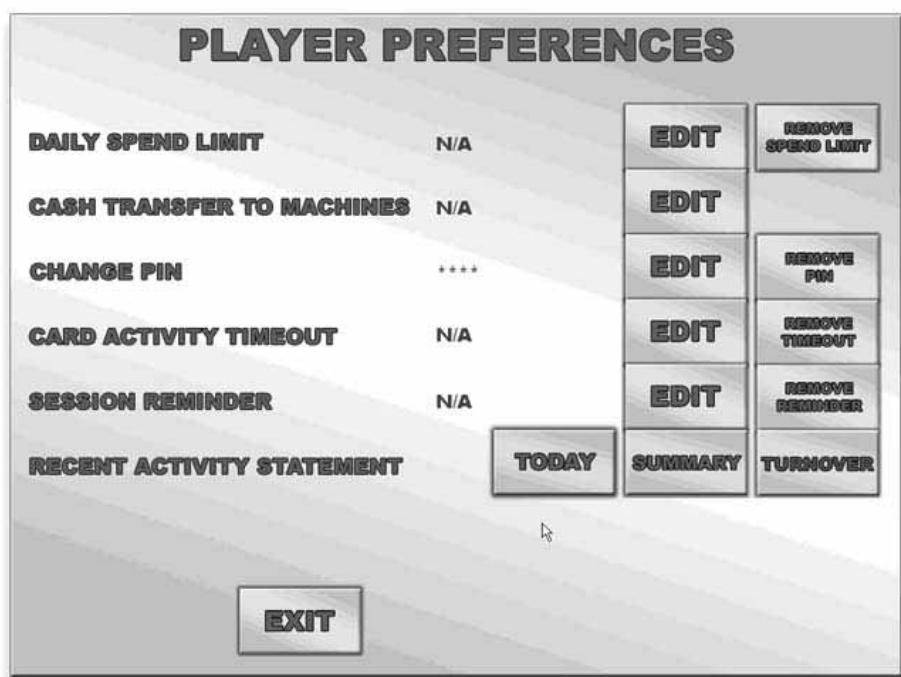 PLAYER PREFERENCES
DAILY SPEND LIMIT N/A EDIT REMOVE SPEND LIMIT
CASH TRANSFER TO MACHINES N/A EDIT
CHANGE PIN **** EDIT REMOVE PIN
CARD ACTIVITY TIMEOUT N/A EDIT REMOVE TIMEOUT
SESSION REMINDER N/A EDIT REMOVE REMINDER
RECENT ACTIVITY STATEMENT TODAY SUMMARY TURNOVER
EXIT